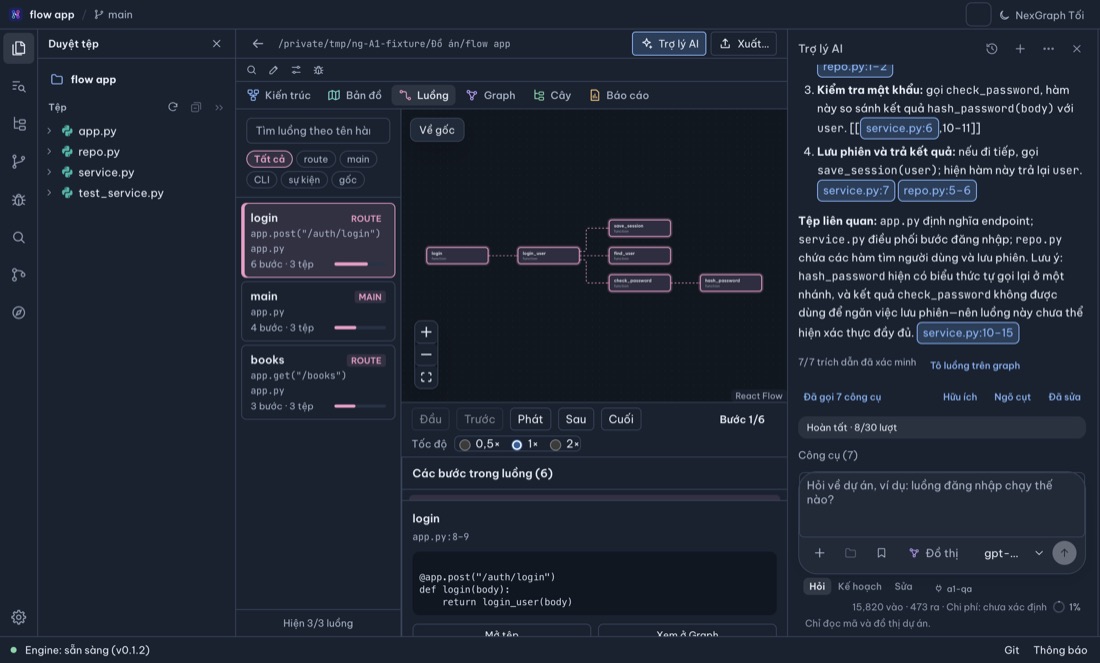 flow app / main
NexGraph Tối
Duyệt tệp
flow app
Tệp
app.py
repo.py
service.py
test_service.py
/private/tmp/ng-A1-fixture/Đồ án/flow app
Trợ lý AI
Xuất...
Kiến trúc
Bản đồ
Luồng
Graph
Cây
Báo cáo
Tìm luồng theo tên hàm
Tất cả
route
main
CLI
sự kiện
gốc
login ROUTE
app.post("/auth/login")
app.py
6 bước · 3 tệp
main MAIN
app.py
4 bước · 3 tệp
books ROUTE
app.get("/books")
app.py
3 bước · 3 tệp
Hiện 3/3 luồng
Về gốc
login
function
login_user
function
save_session
function
find_user
function
check_password
function
hash_password
function
React Flow
Đầu
Trước
Phát
Sau
Cuối
Bước 1/6
Tốc độ
0,5×
1×
2×
Các bước trong luồng (6)
login
app.py:8-9
@app.post("/auth/login")
def login(body):
return login_user(body)
Mở tệp
Xem ở Graph
Trợ lý AI
repo.py:1-2
3. Kiểm tra mật khẩu: gọi check_password, hàm
này so sánh kết quả hash_password(body) với
user. [[ service.py:6 ,10-11]]
4. Lưu phiên và trả kết quả: nếu đi tiếp, gọi
save_session(user); hiện hàm này trả lại user.
service.py:7 repo.py:5-6
Tệp liên quan: app.py định nghĩa endpoint;
service.py điều phối bước đăng nhập; repo.py
chứa các hàm tìm người dùng và lưu phiên. Lưu ý:
hash_password hiện có biểu thức tự gọi lại ở một
nhánh, và kết quả check_password không được
dùng để ngăn việc lưu phiên—nên luồng này chưa thể
hiện xác thực đầy đủ. service.py:10-15
7/7 trích dẫn đã xác minh
Tô luồng trên graph
Đã gọi 7 công cụ
Hữu ích
Ngõ cụt
Đã sửa
Hoàn tất · 8/30 lượt
Công cụ (7)
Hỏi về dự án, ví dụ: luồng đăng nhập chạy thế
nào?
Đồ thị
gpt-...
Hỏi
Kế hoạch
Sửa
a1-qa
15,820 vào · 473 ra · Chi phí: chưa xác định 1%
Chỉ đọc mã và đồ thị dự án.
Engine: sẵn sàng (v0.1.2)
Git
Thông báo